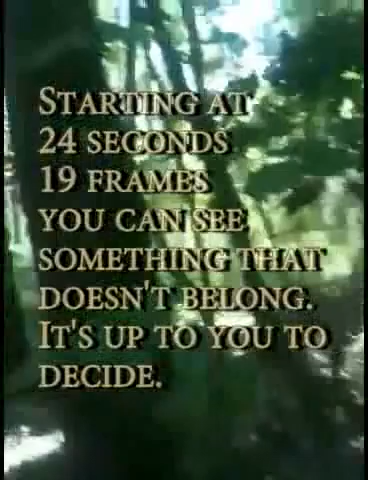 STARTING AT
24 SECONDS
19 FRAMES
YOU CAN SEE
SOMETHING THAT
DOESN'T BELONG.
IT'S UP TO YOU TO
DECIDE.